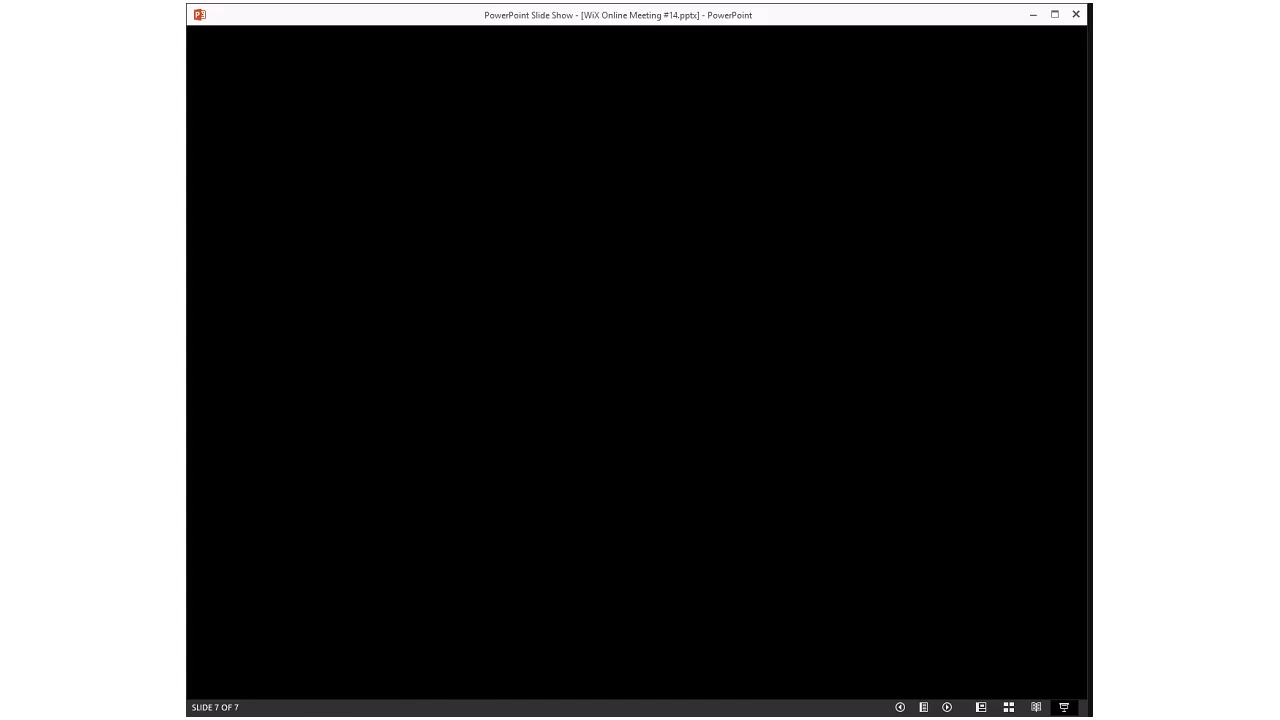 PowerPoint Slide Show - [WiX Online Meeting #14.pptx] - PowerPoint
SLIDE 7 OF 7